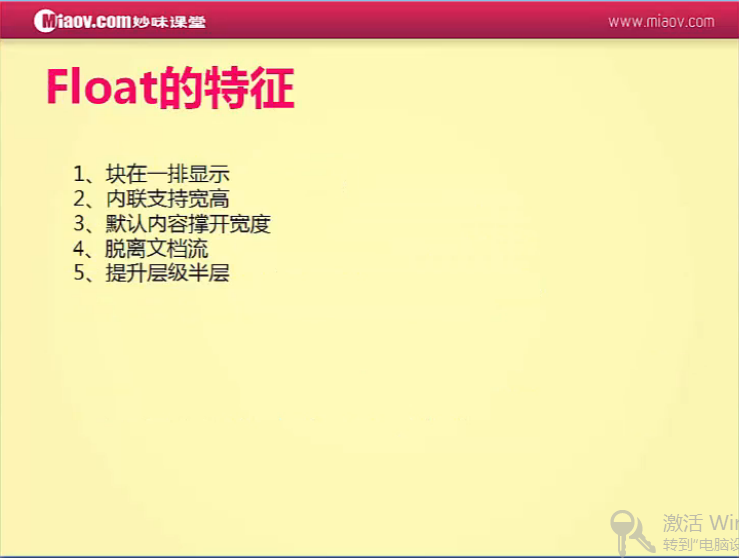 Miaov.com妙味课堂
www.miaov.com
Float的特征
1、块在一排显示
2、内联支持宽高
3、默认内容撑开宽度
4、脱离文档流
5、提升层级半层
激活 Win
转到"电脑设